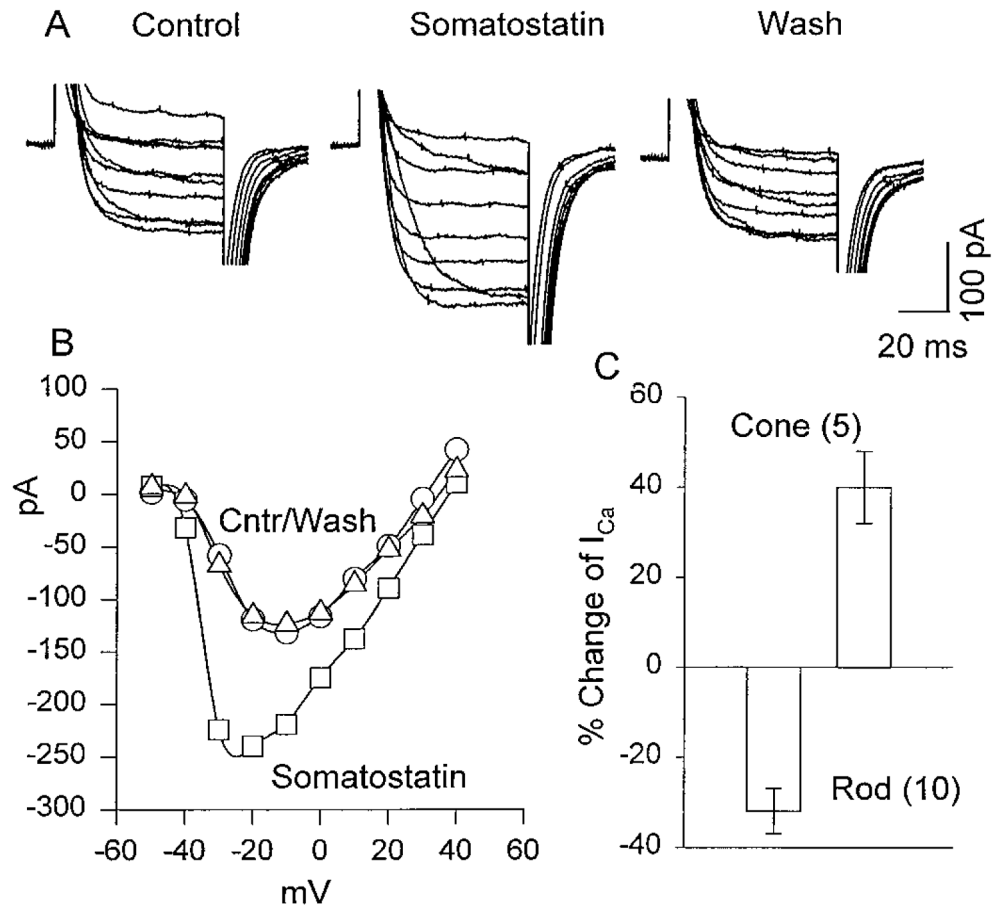 A
Control
Somatostatin
Wash
100 pA
20 ms
B
100
50
0
-50
-100
-150
-200
-250
-300
pA
Cntr/Wash
Somatostatin
-60
-40
-20
0
20
40
60
mV
C
60
40
20
0
-20
-40
% Change of I_Ca
Cone (5)
Rod (10)